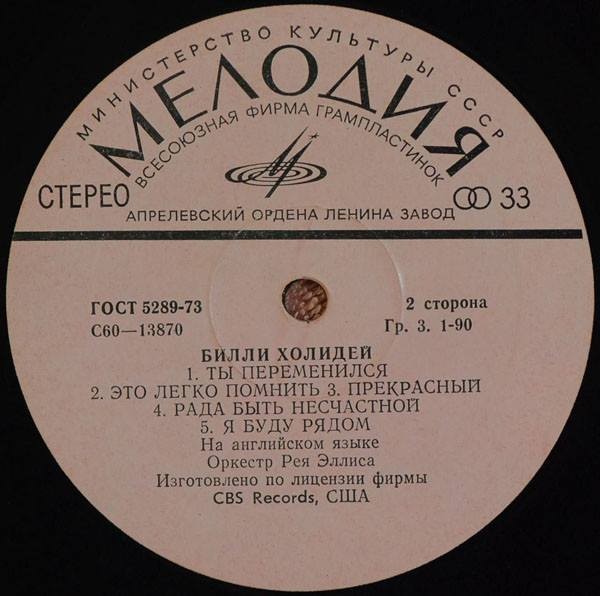 МИНИСТЕРСТВО КУЛЬТУРЫ СССР
МЕЛОДИЯ
ВСЕСОЮЗНАЯ ФИРМА ГРАМПЛАСТИНОК
СТЕРЕО
33
АПРЕЛЕВСКИЙ ОРДЕНА ЛЕНИНА ЗАВОД
ГОСТ 5289-73
2 сторона
С60—13870
Гр. 3. 1-90
БИЛЛИ ХОЛИДЕЙ
1. ТЫ ПЕРЕМЕНИЛСЯ
2. ЭТО ЛЕГКО ПОМНИТЬ 3. ПРЕКРАСНЫЙ
4. РАДА БЫТЬ НЕСЧАСТНОЙ
5. Я БУДУ РЯДОМ
На английском языке
Оркестр Рея Эллиса
Изготовлено по лицензии фирмы
CBS Records, США